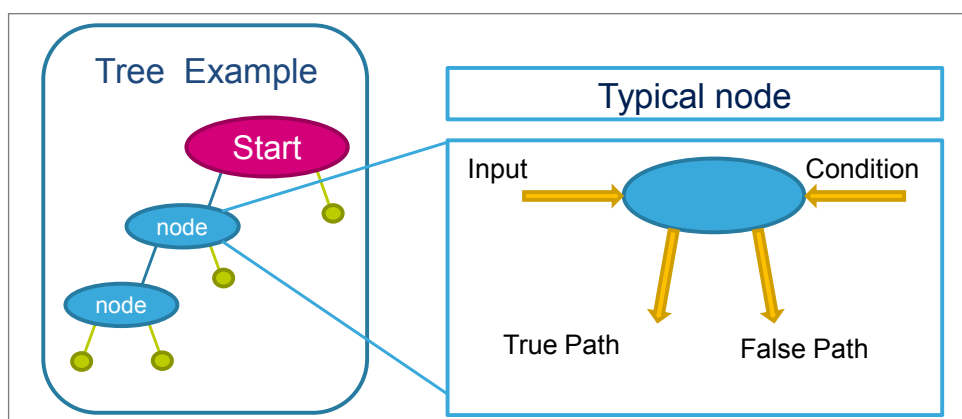 Tree Example
Start
node
node
Typical node
Input
Condition
True Path
False Path